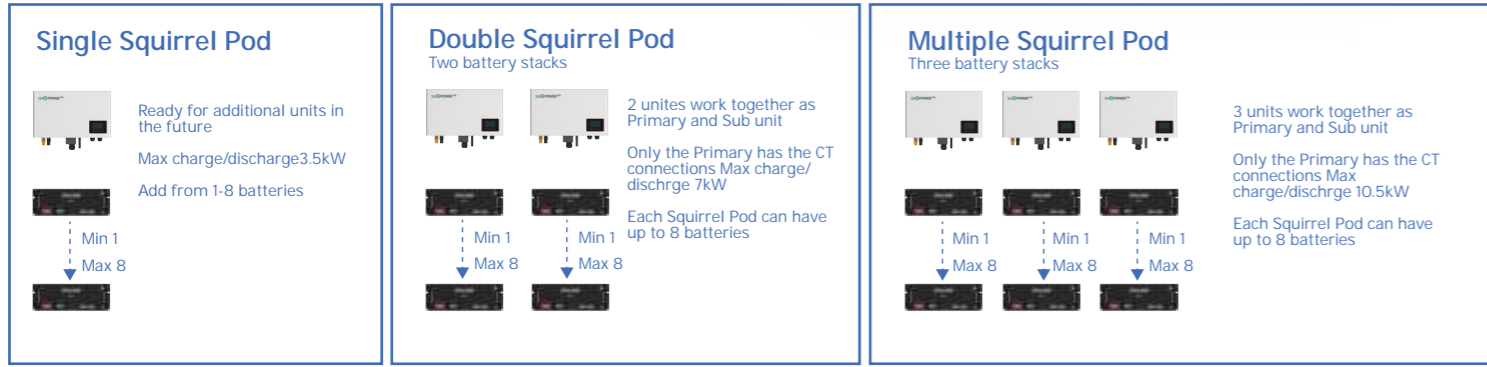 Single Squirrel Pod
Ready for additional units in
the future
Max charge/discharge3.5kW
Add from 1-8 batteries
Min 1
Max 8
Double Squirrel Pod
Two battery stacks
2 unites work together as
Primary and Sub unit
Only the Primary has the CT
connections Max charge/
dischrge 7kW
Each Squirrel Pod can have
up to 8 batteries
Min 1
Max 8
Min 1
Max 8
Multiple Squirrel Pod
Three battery stacks
3 units work together as
Primary and Sub unit
Only the Primary has the CT
connections Max
charge/dischrge 10.5kW
Each Squirrel Pod can have
up to 8 batteries
Min 1
Max 8
Min 1
Max 8
Min 1
Max 8